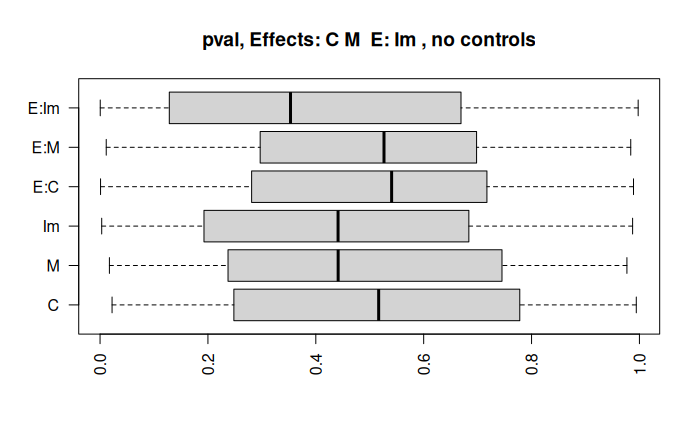 pval, Effects: C M  E: Im , no controls
E:Im
E:M
E:C
Im
M
C
0.0 0.2 0.4 0.6 0.8 1.0